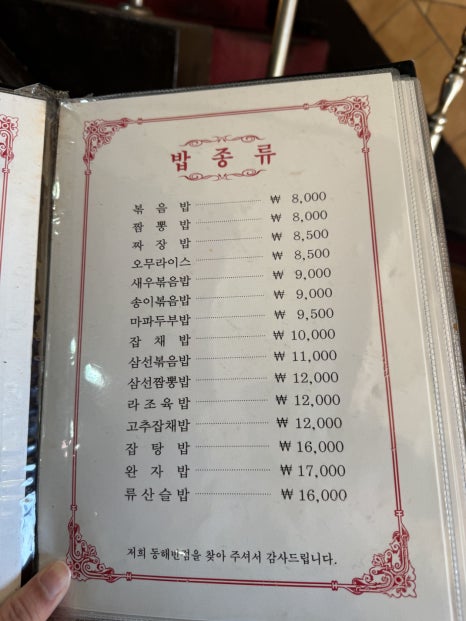 밥 종 류
볶 음 밥 ₩ 8,000
짬 뽕 밥 ₩ 8,000
짜 장 밥 ₩ 8,500
오무라이스 ₩ 8,500
새우볶음밥 ₩ 9,000
송이볶음밥 ₩ 9,000
마파두부밥 ₩ 9,500
잡 채 밥 ₩ 10,000
삼선볶음밥 ₩ 11,000
삼선짬뽕밥 ₩ 12,000
라 조 육 밥 ₩ 12,000
고추잡채밥 ₩ 12,000
잡 탕 밥 ₩ 16,000
완 자 밥 ₩ 17,000
류 산 슬 밥 ₩ 16,000
저희 동해반점을 찾아 주셔서 감사드립니다.